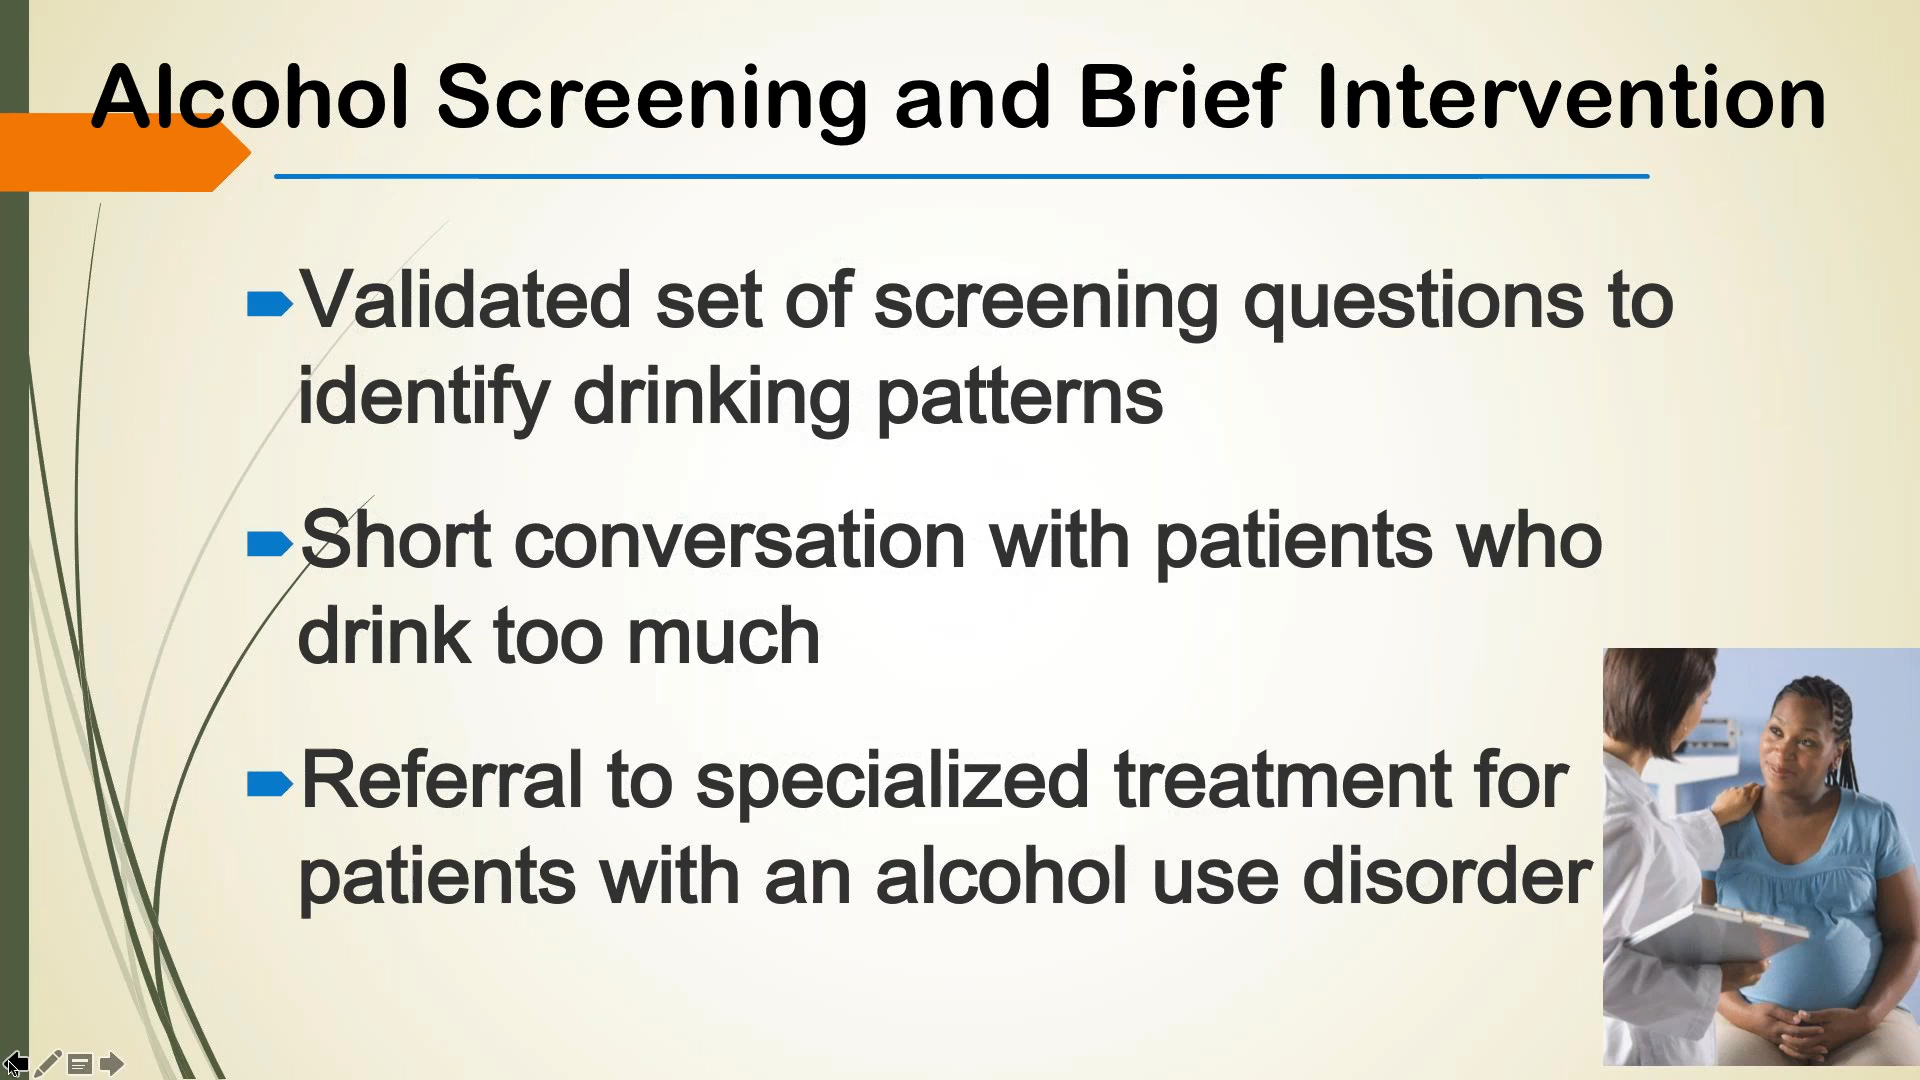 Alcohol Screening and Brief Intervention
Validated set of screening questions to
identify drinking patterns
Short conversation with patients who
drink too much
Referral to specialized treatment for
patients with an alcohol use disorder